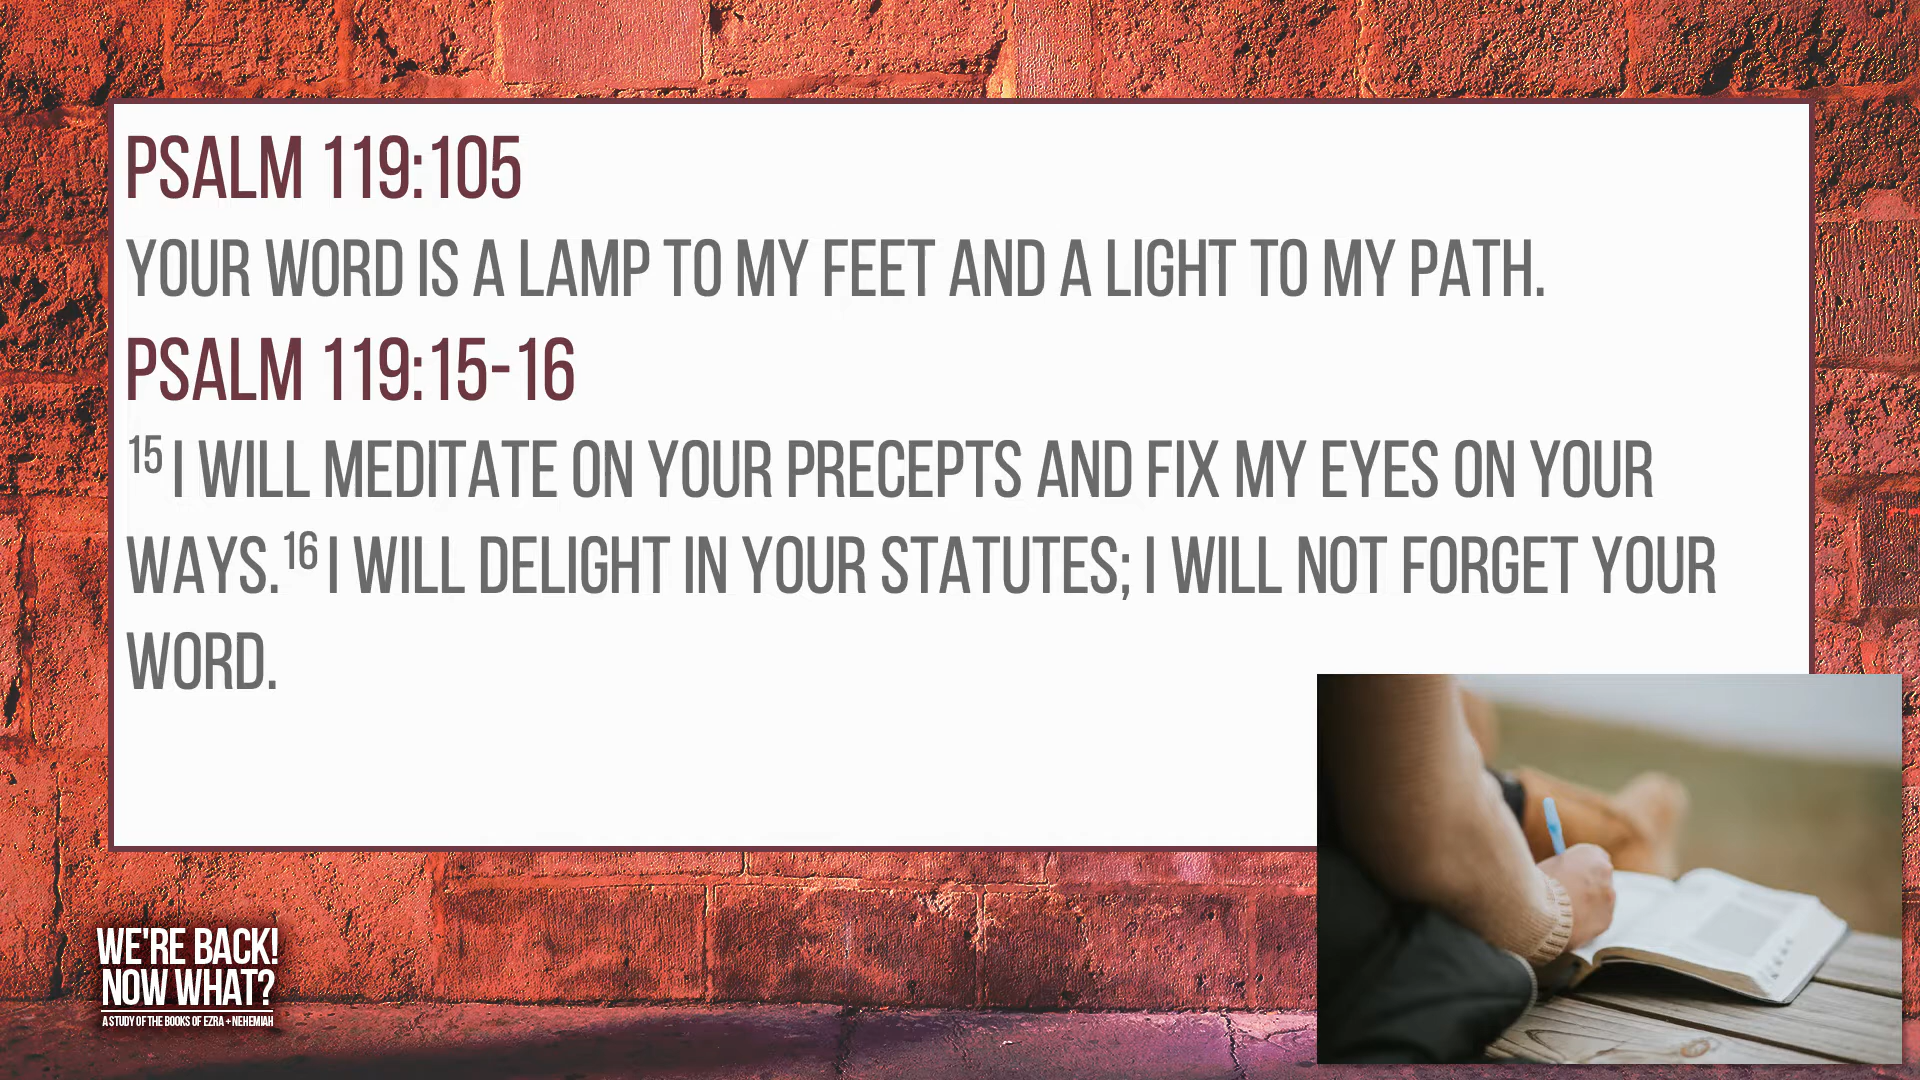 PSALM 119:105
YOUR WORD IS A LAMP TO MY FEET AND A LIGHT TO MY PATH.
PSALM 119:15-16
15 I WILL MEDITATE ON YOUR PRECEPTS AND FIX MY EYES ON YOUR
WAYS. 16 I WILL DELIGHT IN YOUR STATUTES; I WILL NOT FORGET YOUR
WORD.
WE'RE BACK!
NOW WHAT?
A STUDY OF THE BOOKS OF EZRA + NEHEMIAH